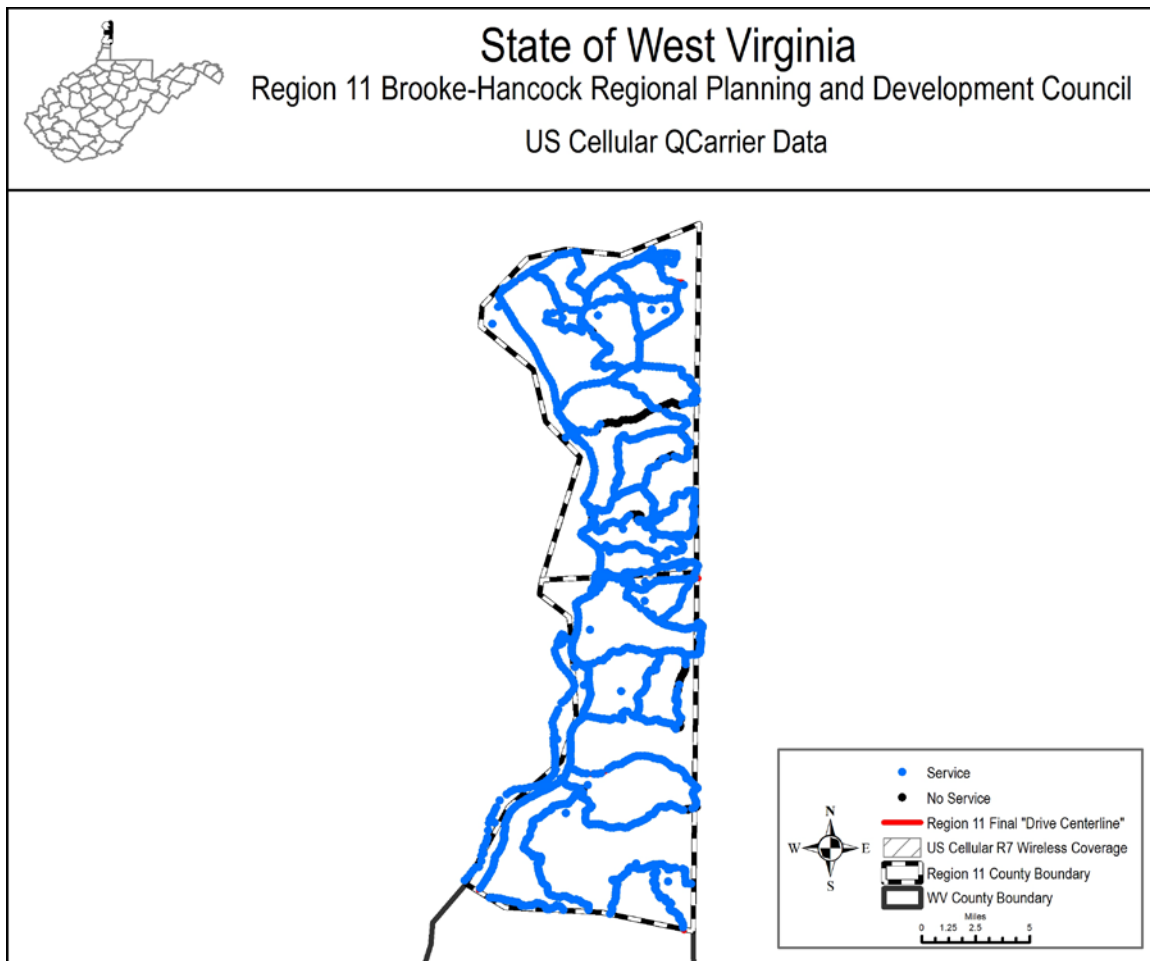 State of West Virginia
Region 11 Brooke-Hancock Regional Planning and Development Council
US Cellular QCarrier Data
Service
No Service
Region 11 Final "Drive Centerline"
US Cellular R7 Wireless Coverage
Region 11 County Boundary
WV County Boundary
N
W E
S
Miles
0 1.25 2.5 5